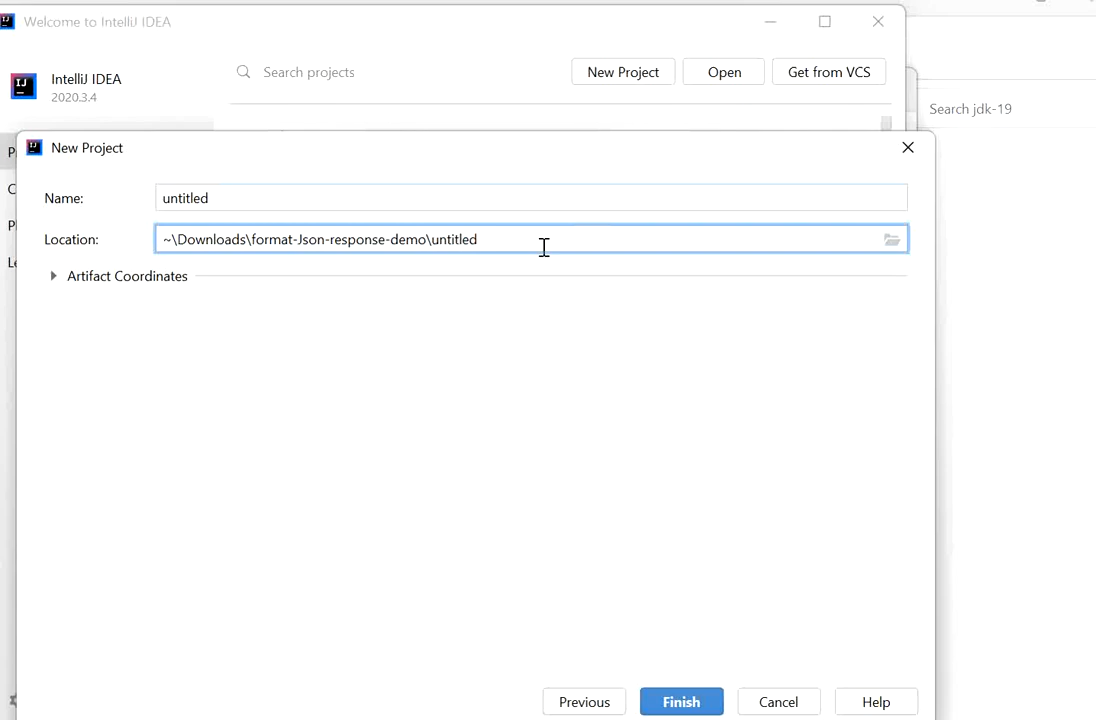 Welcome to IntelliJ IDEA
IntelliJ IDEA
2020.3.4
Search projects
New Project
Open
Get from VCS
Search jdk-19
New Project
Name:
untitled
Location:
~\Downloads\format-Json-response-demo\untitled
Artifact Coordinates
Previous
Finish
Cancel
Help